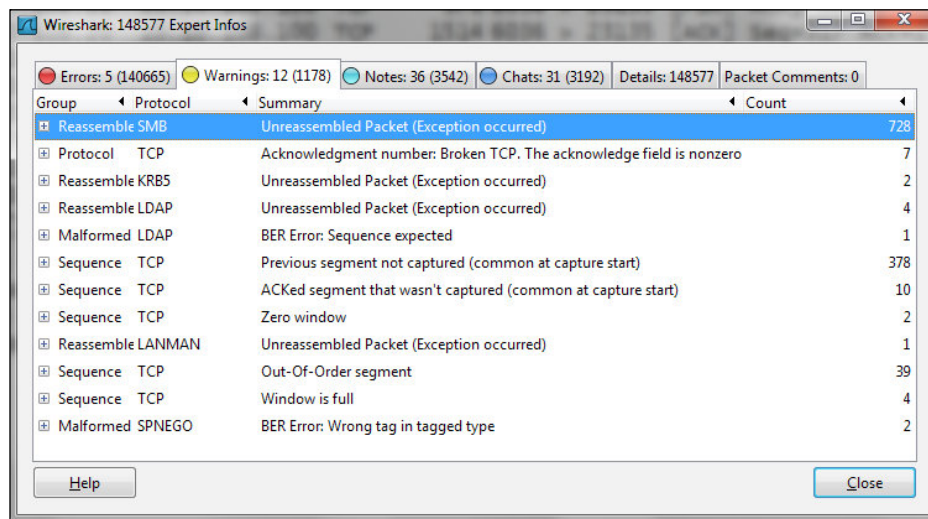 Wireshark: 148577 Expert Infos
Errors: 5 (140665) Warnings: 12 (1178) Notes: 36 (3542) Chats: 31 (3192) Details: 148577 Packet Comments: 0
Group Protocol Summary Count
Reassemble SMB Unreassembled Packet (Exception occurred) 728
Protocol TCP Acknowledgment number: Broken TCP. The acknowledge field is nonzero 7
Reassemble KRB5 Unreassembled Packet (Exception occurred) 2
Reassemble LDAP Unreassembled Packet (Exception occurred) 4
Malformed LDAP BER Error: Sequence expected 1
Sequence TCP Previous segment not captured (common at capture start) 378
Sequence TCP ACKed segment that wasn't captured (common at capture start) 10
Sequence TCP Zero window 2
Reassemble LANMAN Unreassembled Packet (Exception occurred) 1
Sequence TCP Out-Of-Order segment 39
Sequence TCP Window is full 4
Malformed SPNEGO BER Error: Wrong tag in tagged type 2
Help Close